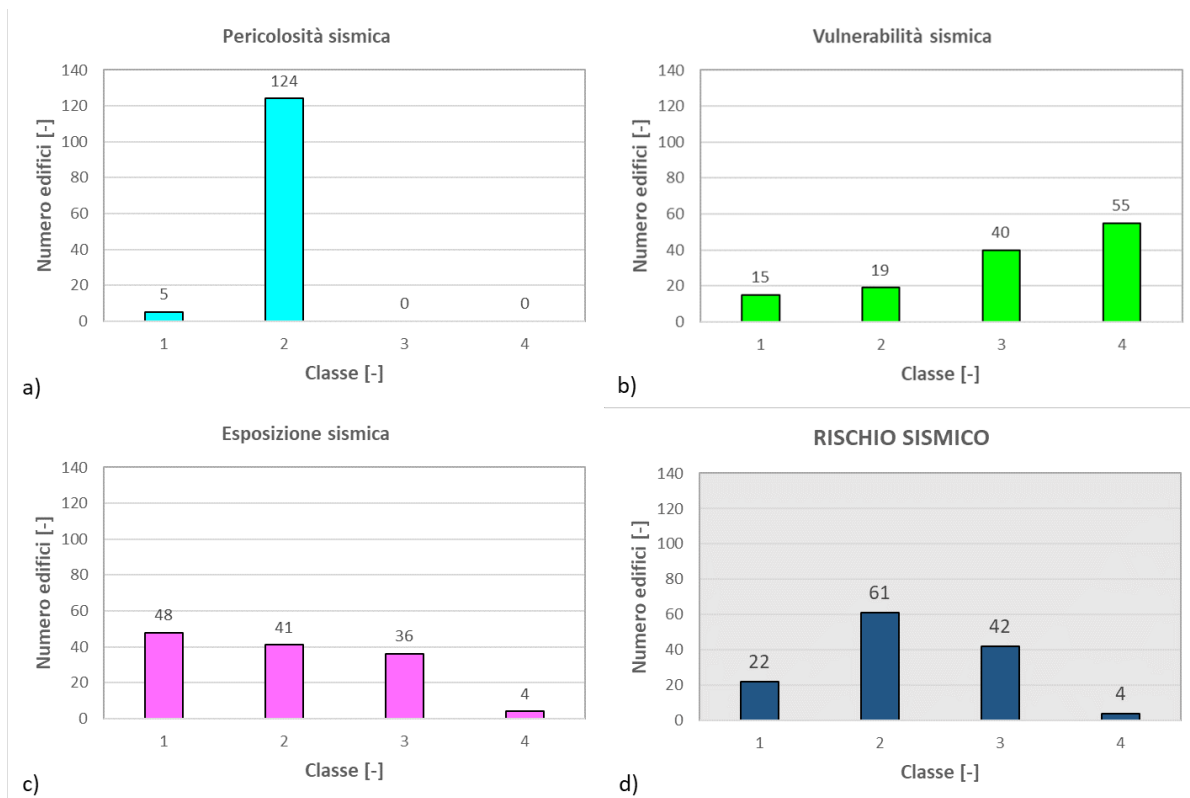 Pericolosità sismica
140
120
100
80
60
40
20
0
Numero edifici [-]
5
124
0
0
1 2 3 4
Classe [-]
a)
Vulnerabilità sismica
140
120
100
80
60
40
20
0
Numero edifici [-]
15
19
40
55
1 2 3 4
Classe [-]
b)
Esposizione sismica
140
120
100
80
60
40
20
0
Numero edifici [-]
48
41
36
4
1 2 3 4
Classe [-]
c)
RISCHIO SISMICO
140
120
100
80
60
40
20
0
Numero edifici [-]
22
61
42
4
1 2 3 4
Classe [-]
d)